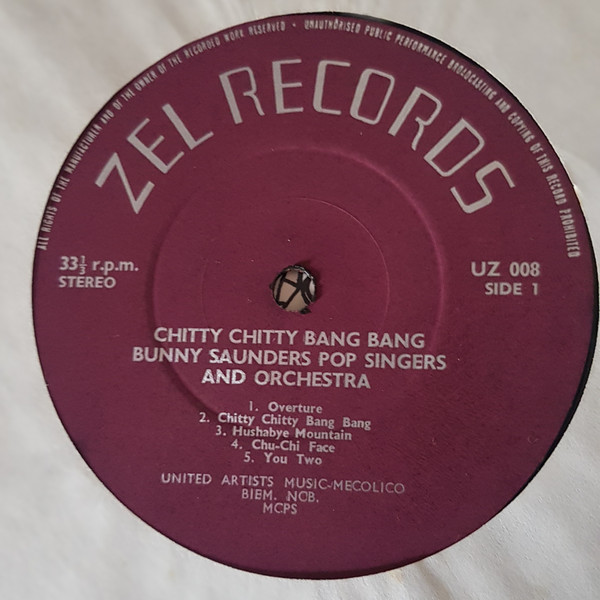 ALL RIGHTS OF THE MANUFACTURER AND OF THE OWNER OF THE RECORDED WORK RESERVED • UNAUTHORISED PUBLIC PERFORMANCE BROADCASTING AND COPYING OF THIS RECORD PROHIBITED
ZEL RECORDS
33⅓ r.p.m.
STEREO
UZ 008
SIDE 1
CHITTY CHITTY BANG BANG
BUNNY SAUNDERS POP SINGERS
AND ORCHESTRA
1. Overture
2. Chitty Chitty Bang Bang
3. Hushabye Mountain
4. Chu-Chi Face
5. You Two
UNITED ARTISTS MUSIC-MECOLICO
BIEM. NCB.
MCPS